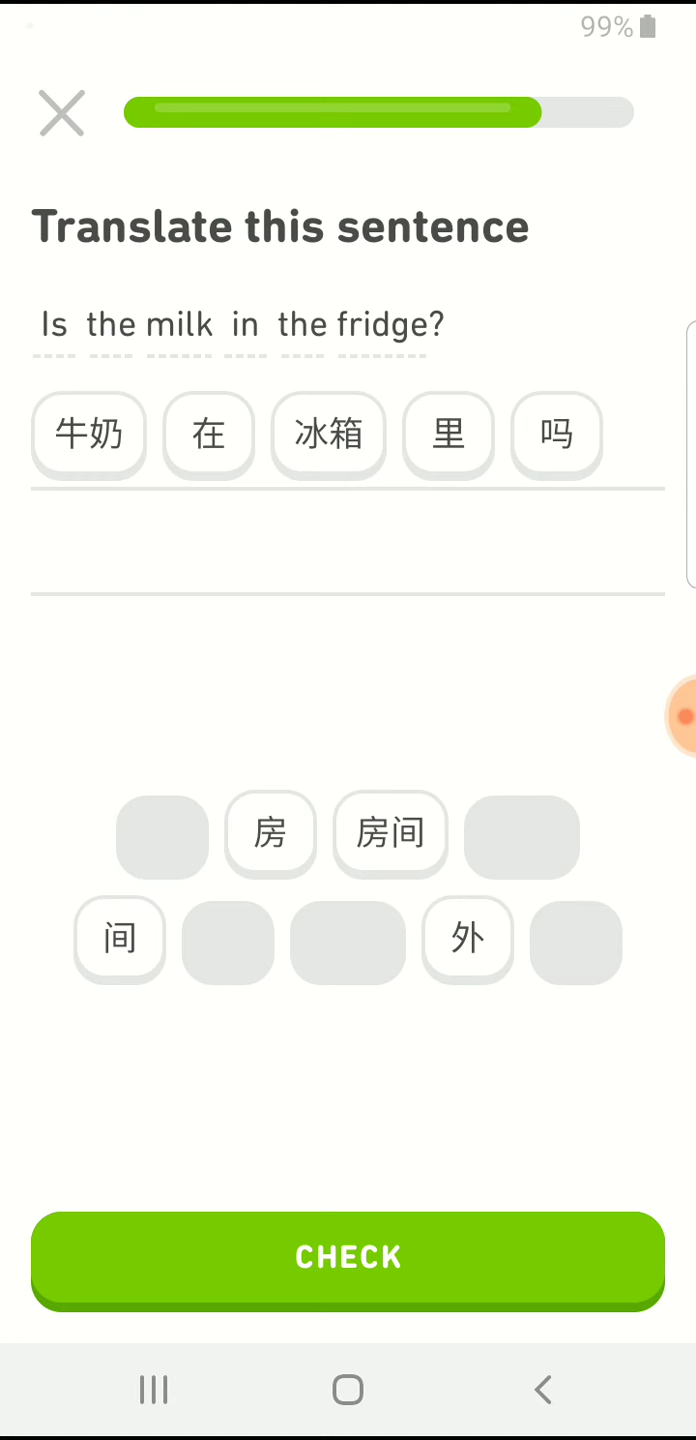 99%
Translate this sentence
Is the milk in the fridge?
牛奶 在 冰箱 里 吗
房 房间
间 外
CHECK